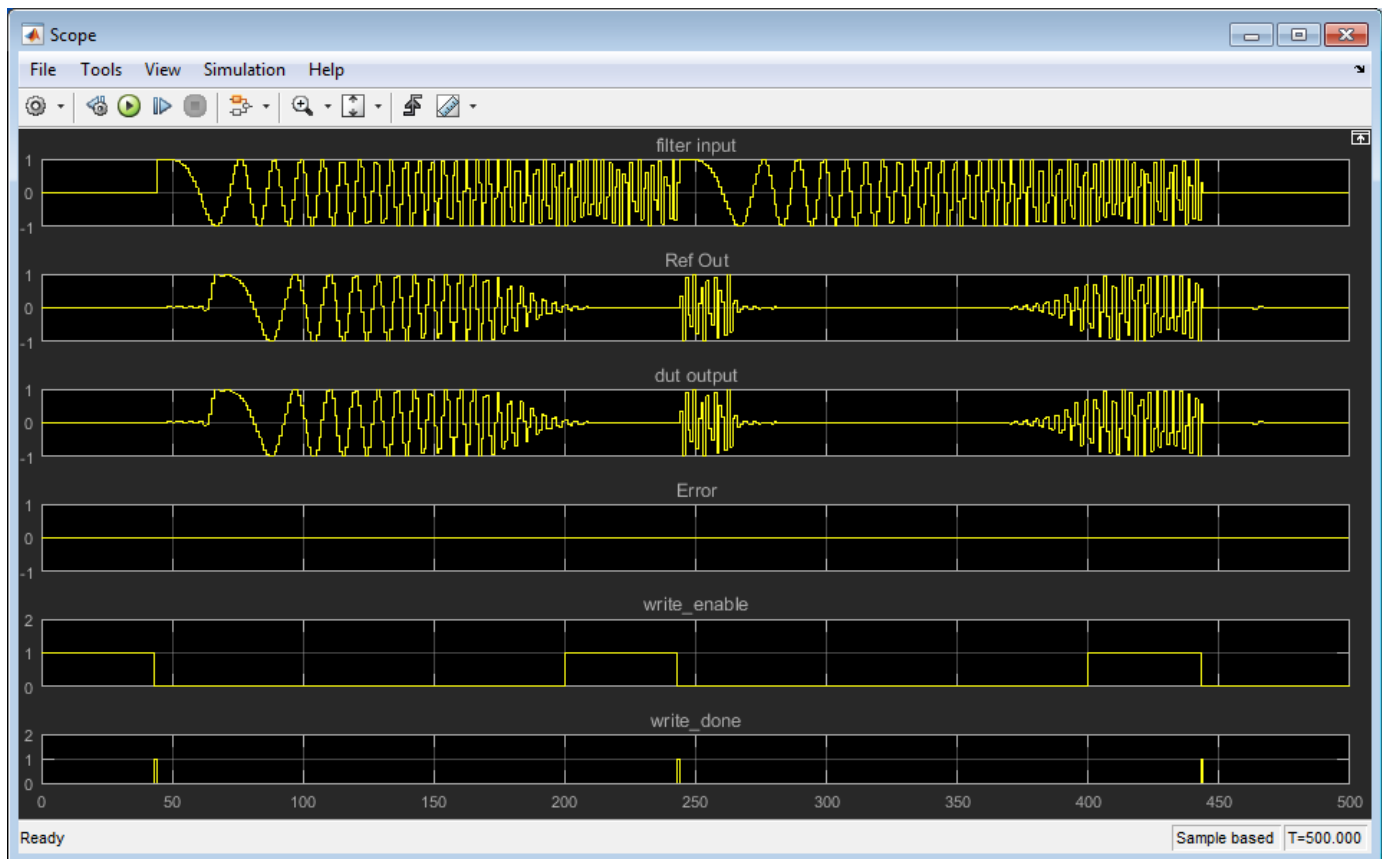 Scope
File Tools View Simulation Help
filter input
1
0
-1
Ref Out
1
0
-1
dut output
1
0
-1
Error
1
0
-1
write_enable
2
1
0
write_done
2
1
0
0 50 100 150 200 250 300 350 400 450 500
Ready Sample based T=500.000